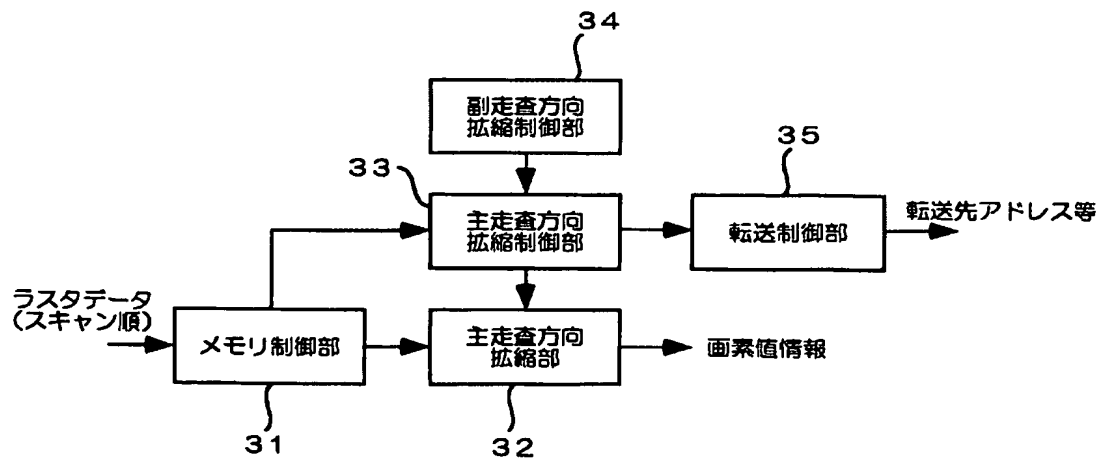 34
副走査方向
拡縮制御部
35
33
主走査方向
拡縮制御部
転送制御部
転送先アドレス等
ラスタデータ
(スキャン順)
メモリ制御部
主走査方向
拡縮部
画素値情報
31
32